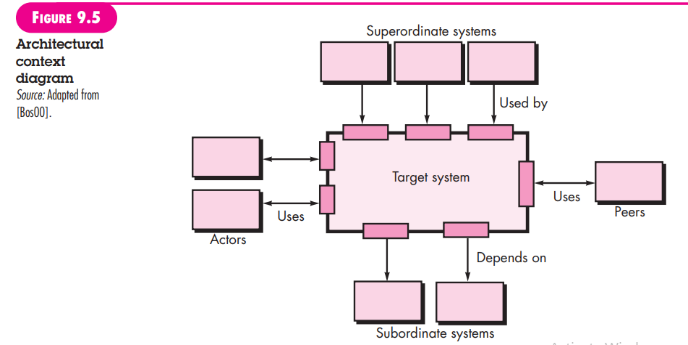 FIGURE 9.5
Architectural
context
diagram
Source: Adapted from
[Bos00].
Superordinate systems
Used by
Target system
Uses
Peers
Uses
Actors
Depends on
Subordinate systems